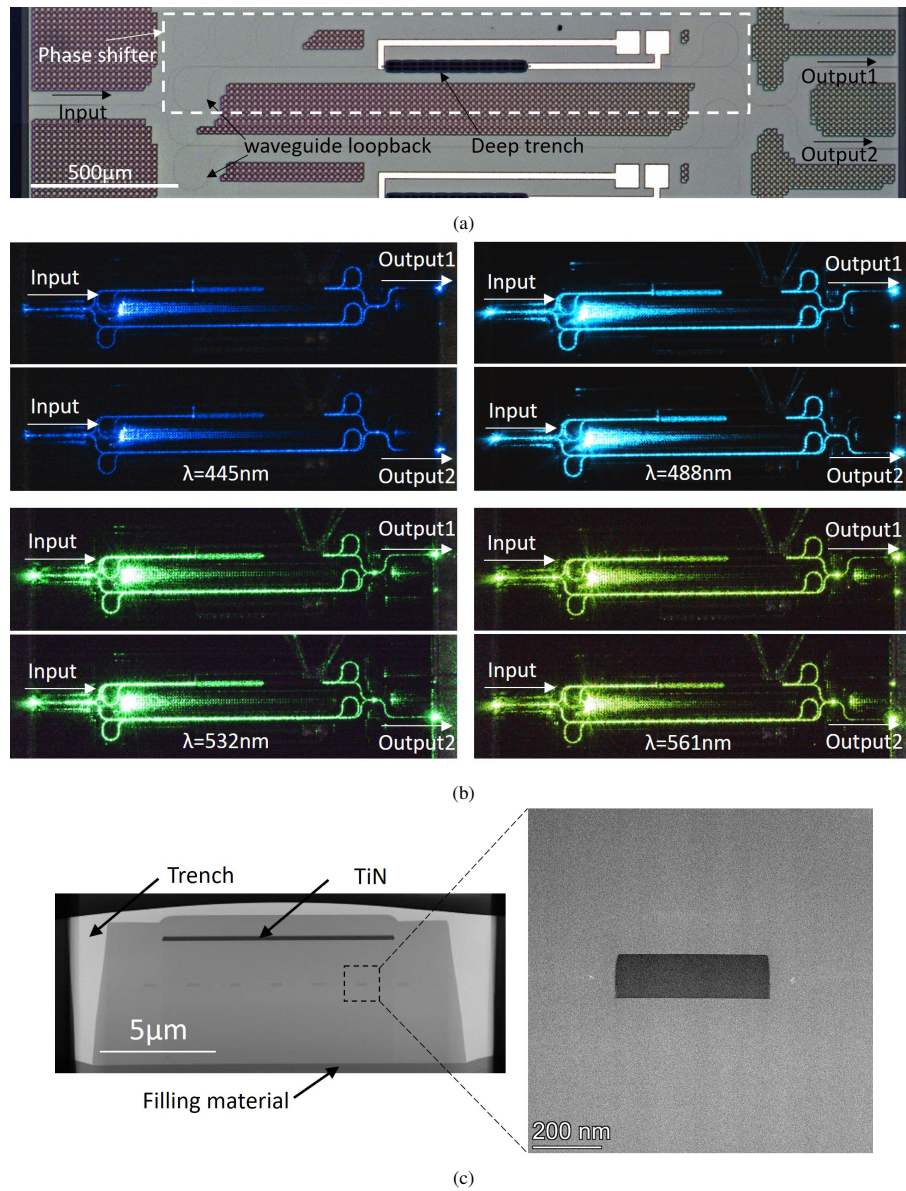 Phase shifter
Input
Output1
waveguide loopback
Deep trench
Output2
500μm
(a)
Input
Output1
Input
Output2
λ=445nm
Input
Output1
Input
Output2
λ=488nm
Input
Output1
Input
Output2
λ=532nm
Input
Output1
Input
Output2
λ=561nm
(b)
Trench
TiN
5μm
Filling material
200 nm
(c)